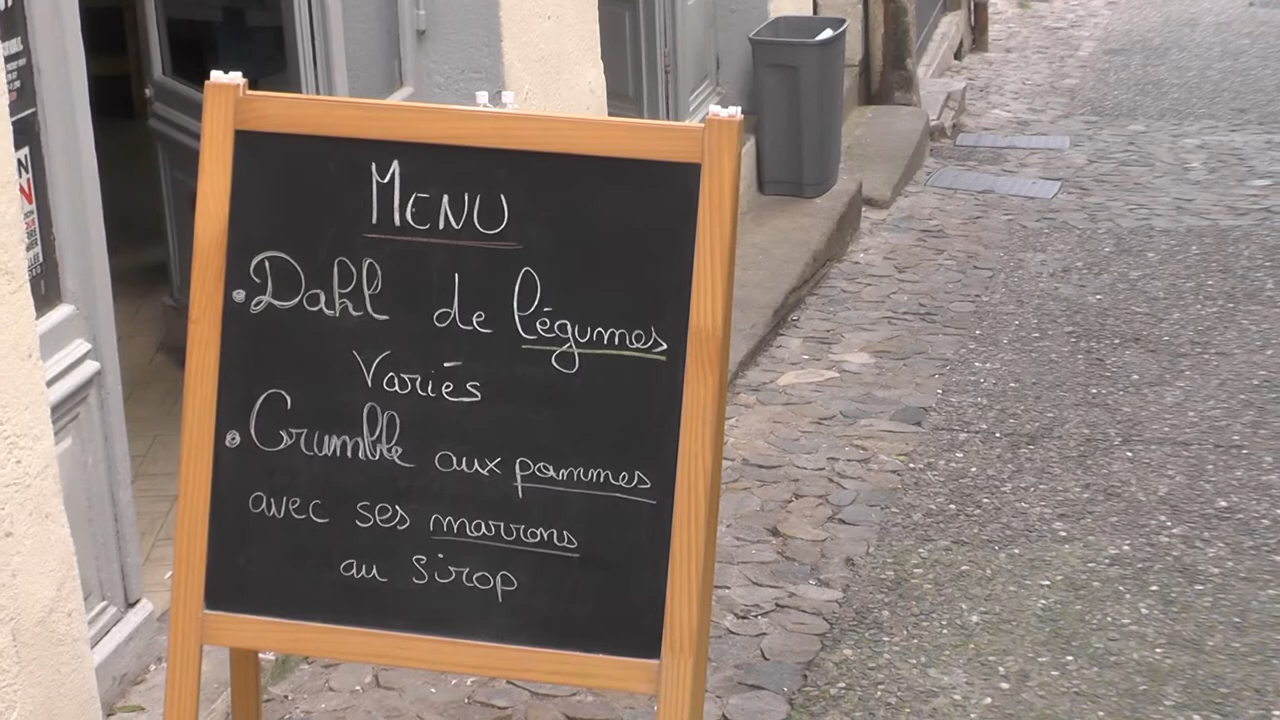 MENU
• Dahl de légumes
Variés
• Crumble aux pommes
avec ses marrons
au sirop